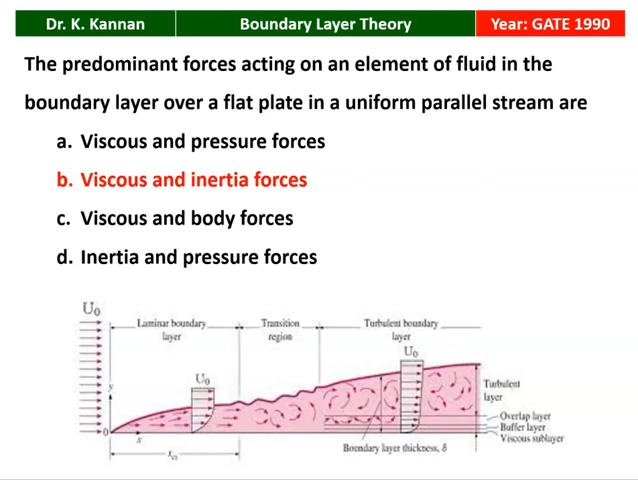 Dr. K. Kannan
Boundary Layer Theory
Year: GATE 1990
The predominant forces acting on an element of fluid in the
boundary layer over a flat plate in a uniform parallel stream are
a. Viscous and pressure forces
b. Viscous and inertia forces
c. Viscous and body forces
d. Inertia and pressure forces
U0
Laminar boundary
layer
Transition
region
Turbulent boundary
layer
U0
U0
y
Turbulent
layer
Overlap layer
Buffer layer
Viscous sublayer
0
x
Boundary layer thickness, δ
xcr